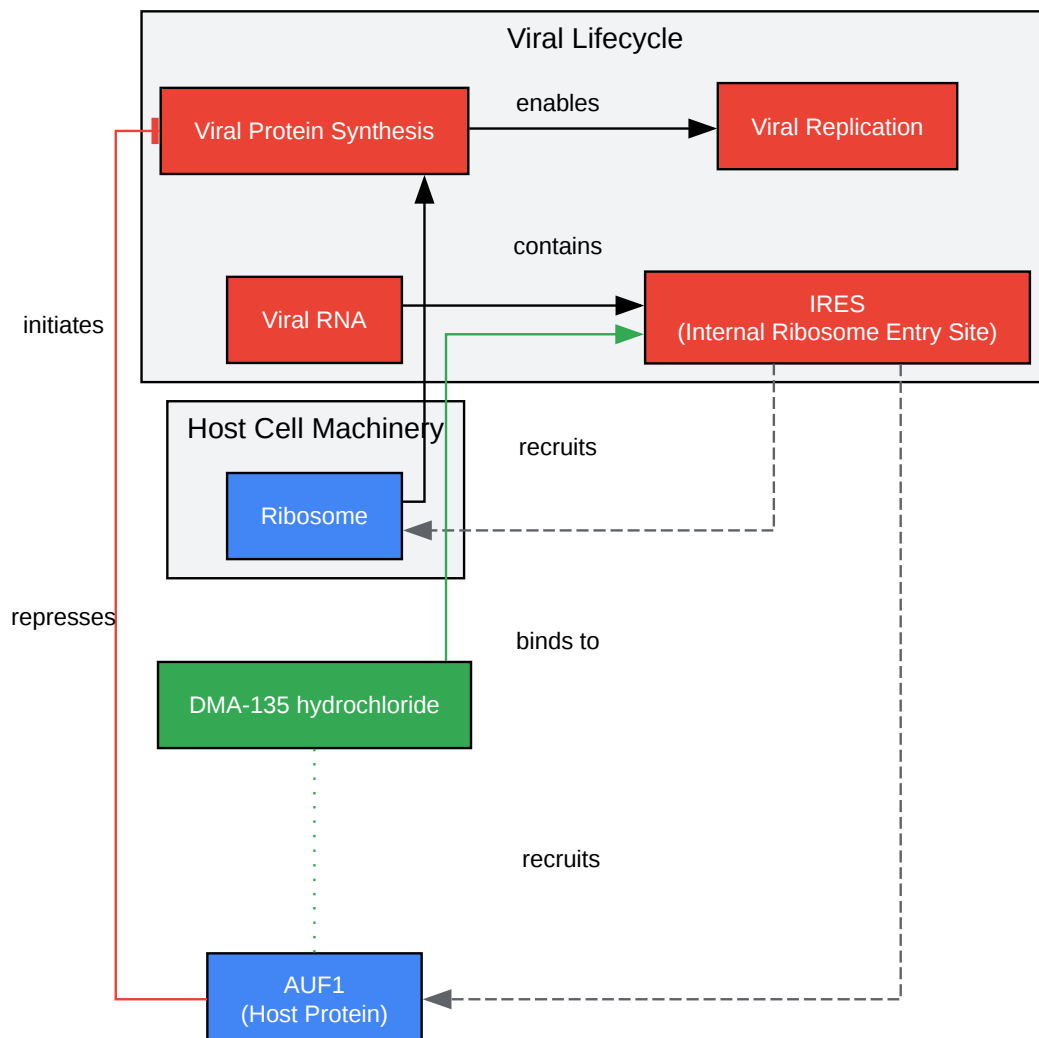 Viral Lifecycle
enables
Viral Protein Synthesis
Viral Replication
contains
Viral RNA
IRES
(Internal Ribosome Entry Site)
initiates
Host Cell Machinery
recruits
Ribosome
represses
binds to
DMA-135 hydrochloride
recruits
AUF1
(Host Protein)